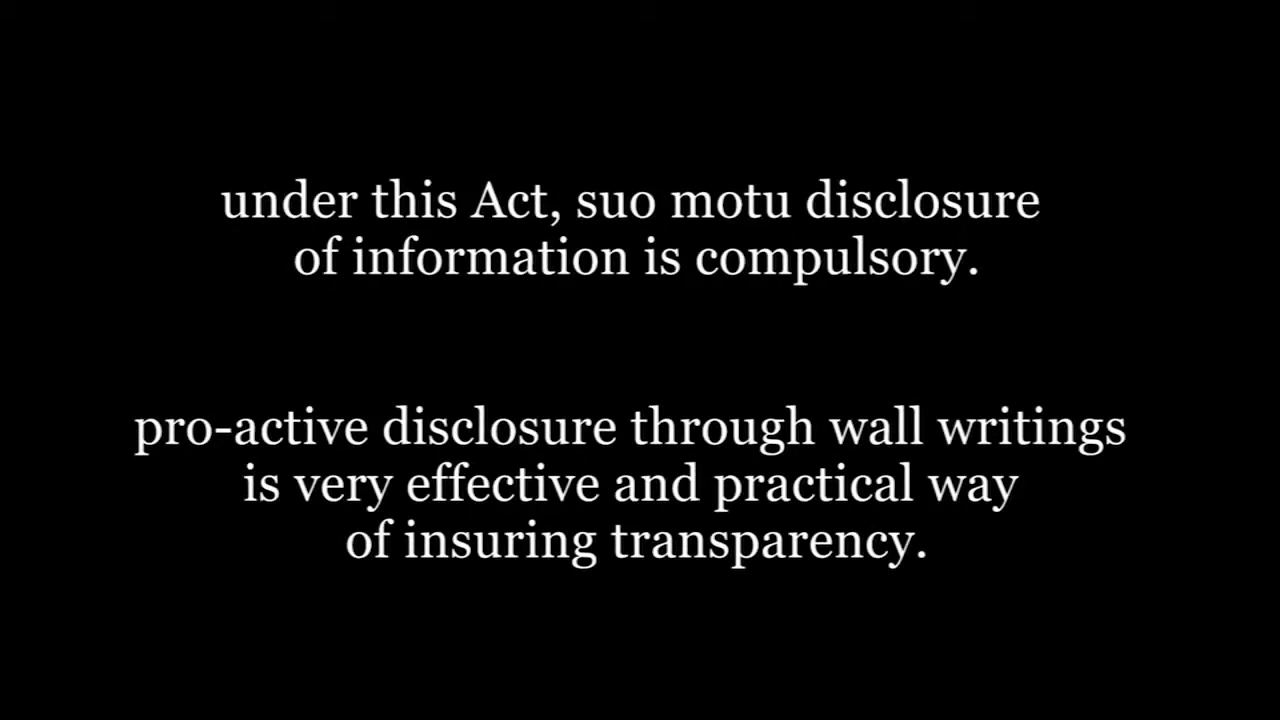 under this Act, suo motu disclosure
of information is compulsory.
pro-active disclosure through wall writings
is very effective and practical way
of insuring transparency.